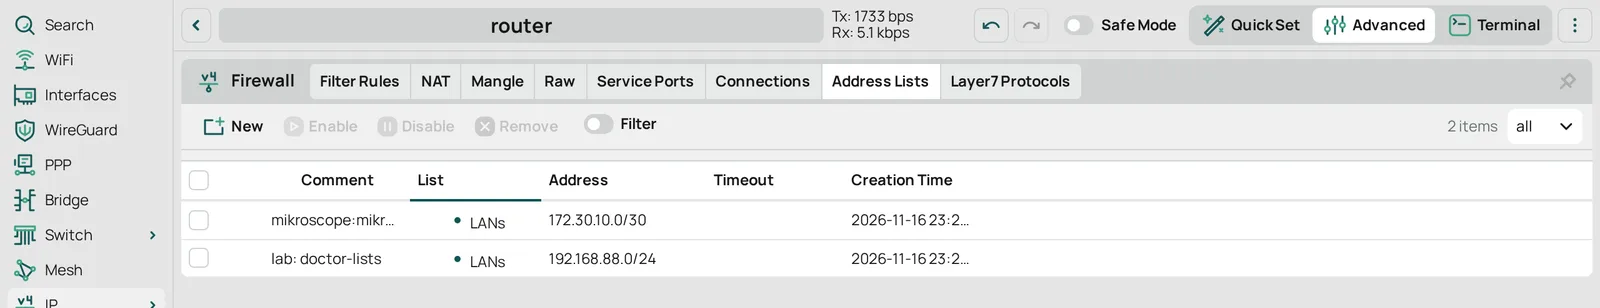 Search
WiFi
Interfaces
WireGuard
PPP
Bridge
Switch
Mesh
v4 IP
router
Tx: 1733 bps
Rx: 5.1 kbps
Safe Mode
Quick Set
Advanced
Terminal
v4 Firewall
Filter Rules
NAT
Mangle
Raw
Service Ports
Connections
Address Lists
Layer7 Protocols
New
Enable
Disable
Remove
Filter
2 items
all
Comment List Address Timeout Creation Time
mikroscope:mikr... LANs 172.30.10.0/30 2026-11-16 23:2...
lab: doctor-lists LANs 192.168.88.0/24 2026-11-16 23:2...